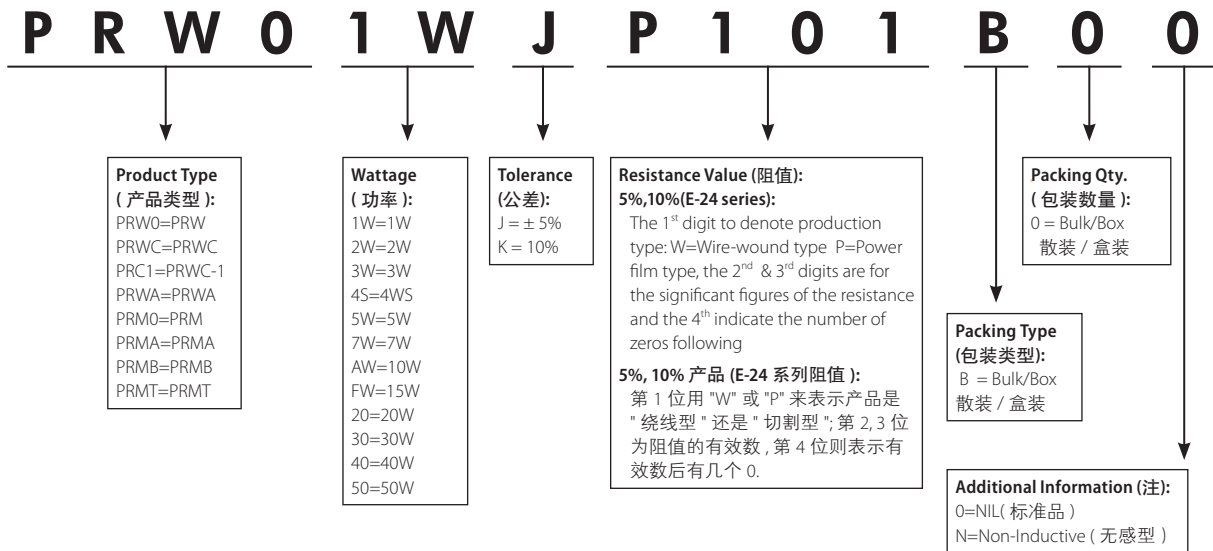 P R W 0 1 W J P 1 0 1 B 0 0
Product Type
( 产品类型 ):
PRW0=PRW
PRWC=PRWC
PRC1=PRWC-1
PRWA=PRWA
PRM0=PRM
PRMA=PRMA
PRMB=PRMB
PRMT=PRMT
Wattage
( 功率 ):
1W=1W
2W=2W
3W=3W
4S=4WS
5W=5W
7W=7W
AW=10W
FW=15W
20=20W
30=30W
40=40W
50=50W
Tolerance
(公差):
J = ± 5%
K = 10%
Resistance Value (阻值):
5%,10%(E-24 series):
The 1st digit to denote production
type: W=Wire-wound type P=Power
film type, the 2nd & 3rd digits are for
the significant figures of the resistance
and the 4th indicate the number of
zeros following
5%, 10% 产品 (E-24 系列阻值 ):
第 1 位用 "W" 或 "P" 来表示产品是
" 绕线型 " 还是 " 切割型 "; 第 2, 3 位
为阻值的有效数 , 第 4 位则表示有
效数后有几个 0.
Packing Type
(包装类型):
B = Bulk/Box
散装 / 盒装
Packing Qty.
( 包装数量 ):
0 = Bulk/Box
散装 / 盒装
Additional Information (注):
0=NIL( 标准品 )
N=Non-Inductive ( 无感型 )